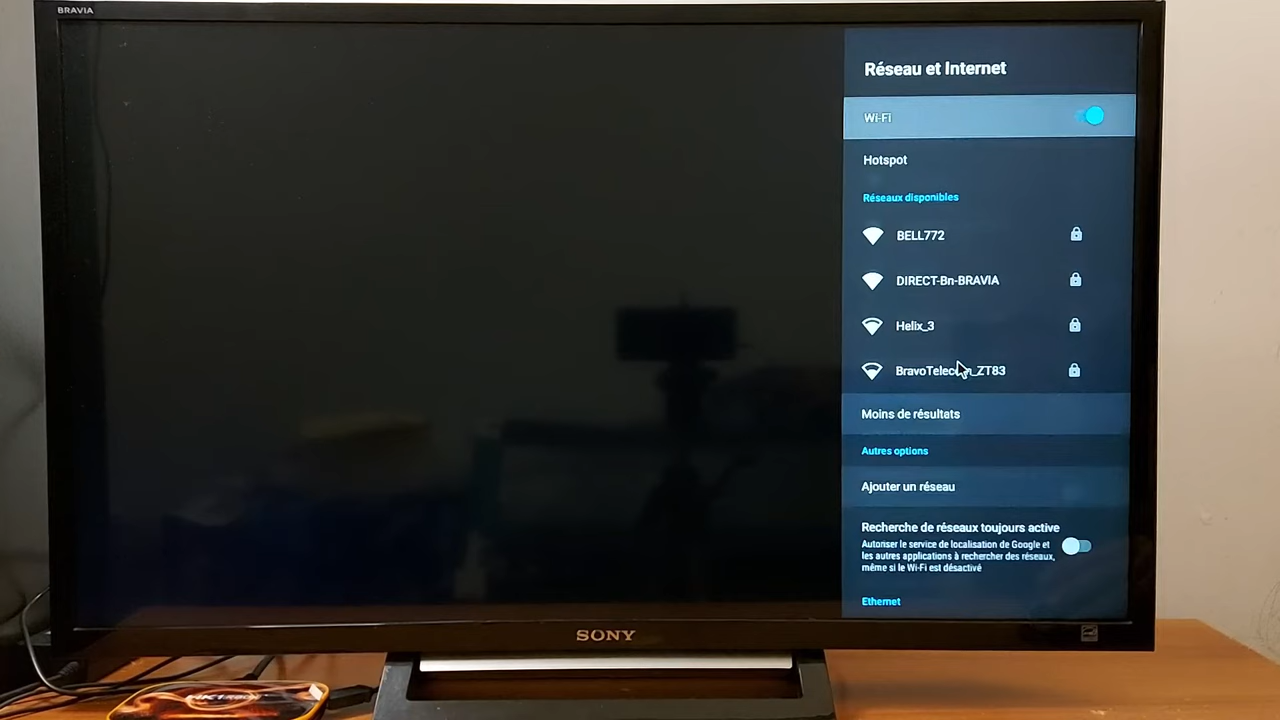 BRAVIA
Réseau et Internet
Wi-Fi
Hotspot
Réseaux disponibles
BELL772
DIRECT-Bn-BRAVIA
Helix_3
BravoTelecom_ZT83
Moins de résultats
Autres options
Ajouter un réseau
Recherche de réseaux toujours active
Autoriser le service de localisation de Google et
les autres applications à rechercher des réseaux,
même si le Wi-Fi est désactivé
Ethernet
SONY